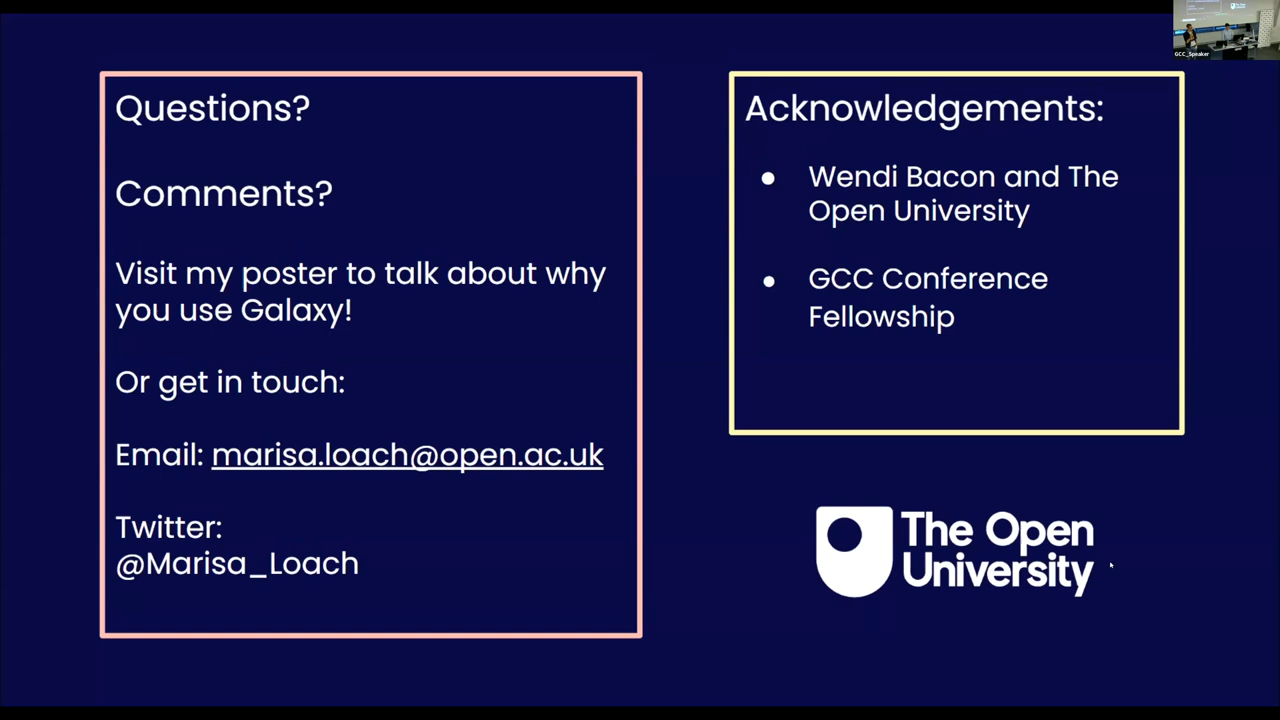 Questions?
Comments?
Visit my poster to talk about why
you use Galaxy!
Or get in touch:
Email: marisa.loach@open.ac.uk
Twitter:
@Marisa_Loach
Acknowledgements:
● Wendi Bacon and The
Open University
● GCC Conference
Fellowship
The Open
University
GCC_Speaker